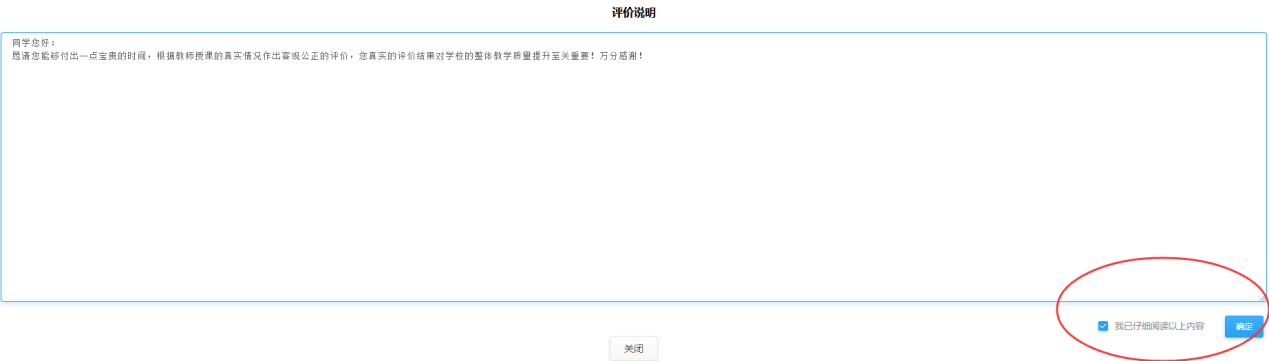 评价说明
同学您好：
恳请您能够付出一点宝贵的时间，根据教师授课的真实情况作出客观公正的评价，您真实的评价结果对学校的整体教学质量提升至关重要！万分感谢！
我已仔细阅读以上内容 确定
关闭